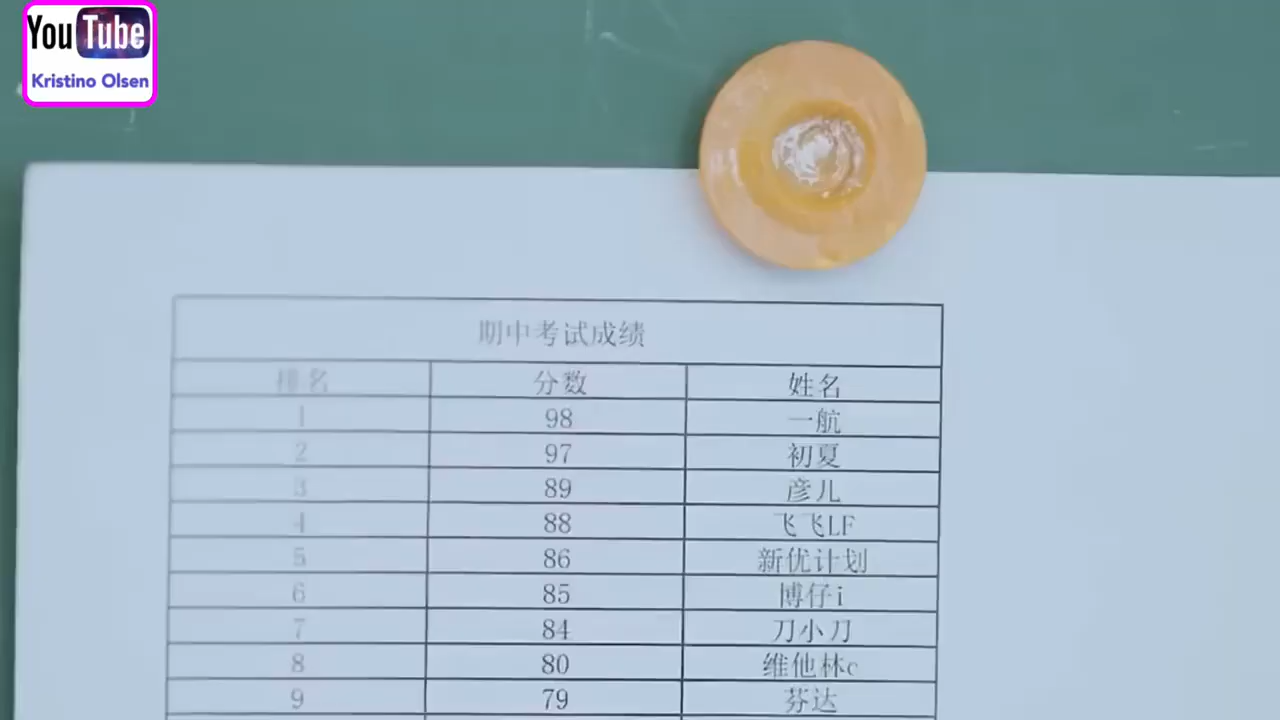 YouTube
Kristino Olsen
期中考试成绩
排名 分数 姓名
1 98 一航
2 97 初夏
3 89 彦儿
4 88 飞飞LF
5 86 新优计划
6 85 博仔i
7 84 刀小刀
8 80 维他林c
9 79 芬达